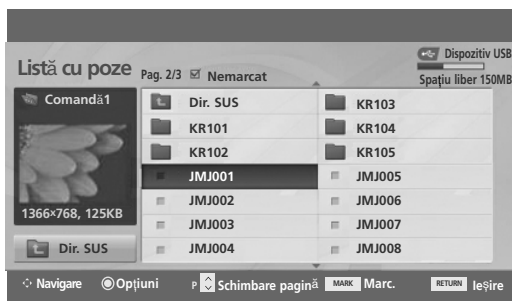 Listă cu poze
Pag. 2/3 Nemarcat
Dispozitiv USB
Spaţiu liber 150MB
Comandă1
1366×768, 125KB
Dir. SUS
Dir. SUS
KR101
KR102
JMJ001
JMJ002
JMJ003
JMJ004
KR103
KR104
KR105
JMJ005
JMJ006
JMJ007
JMJ008
Navigare Opţiuni P Schimbare pagină MARK Marc. RETURN Ieşire